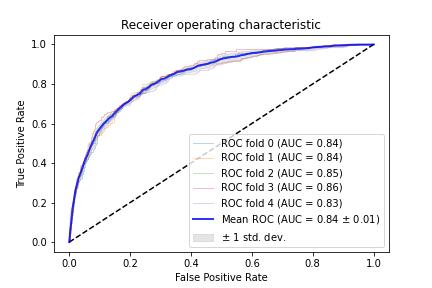 Receiver operating characteristic
True Positive Rate
1.0
0.8
0.6
0.4
0.2
0.0
ROC fold 0 (AUC = 0.84)
ROC fold 1 (AUC = 0.84)
ROC fold 2 (AUC = 0.85)
ROC fold 3 (AUC = 0.86)
ROC fold 4 (AUC = 0.83)
Mean ROC (AUC = 0.84 ± 0.01)
± 1 std. dev.
0.0 0.2 0.4 0.6 0.8 1.0
False Positive Rate